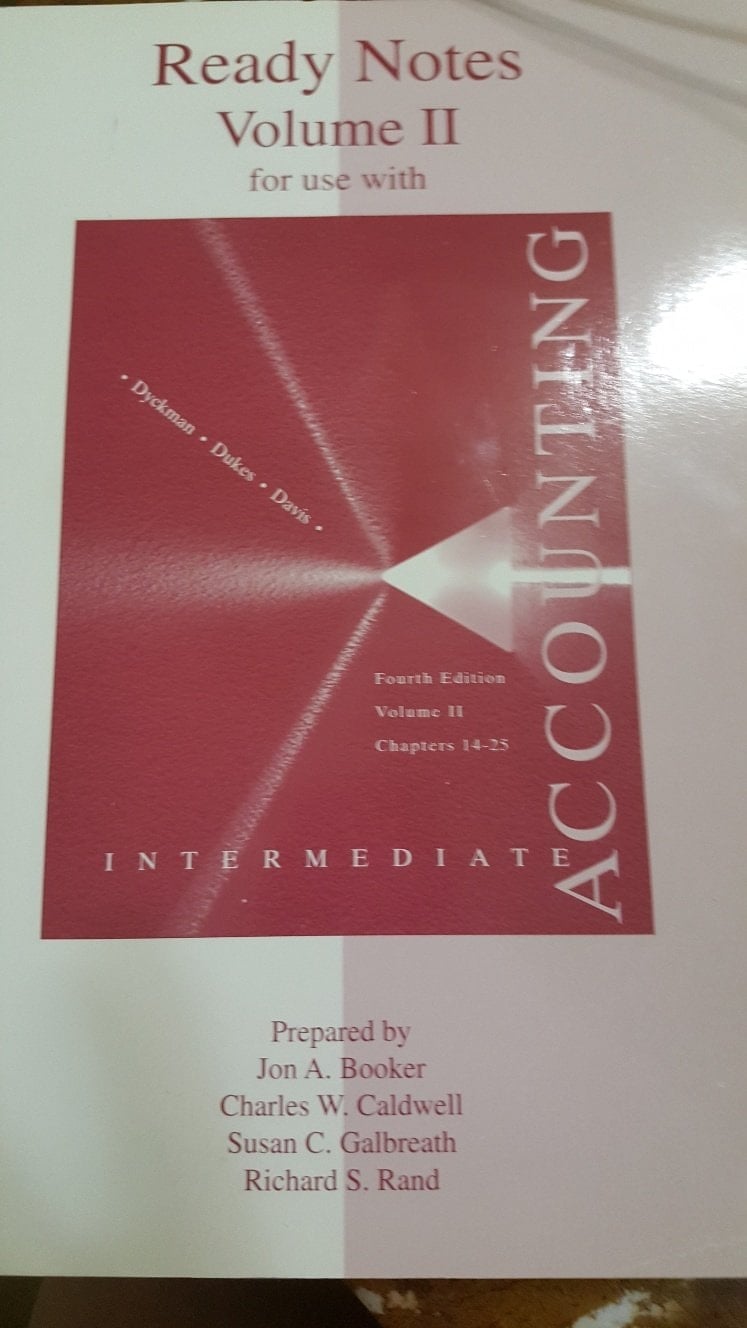 Ready Notes
Volume II
for use with
ACCOUNTING
• Dyckman • Dukes • Davis •
Fourth Edition
Volume II
Chapters 14-25
INTERMEDIATE
Prepared by
Jon A. Booker
Charles W. Caldwell
Susan C. Galbreath
Richard S. Rand